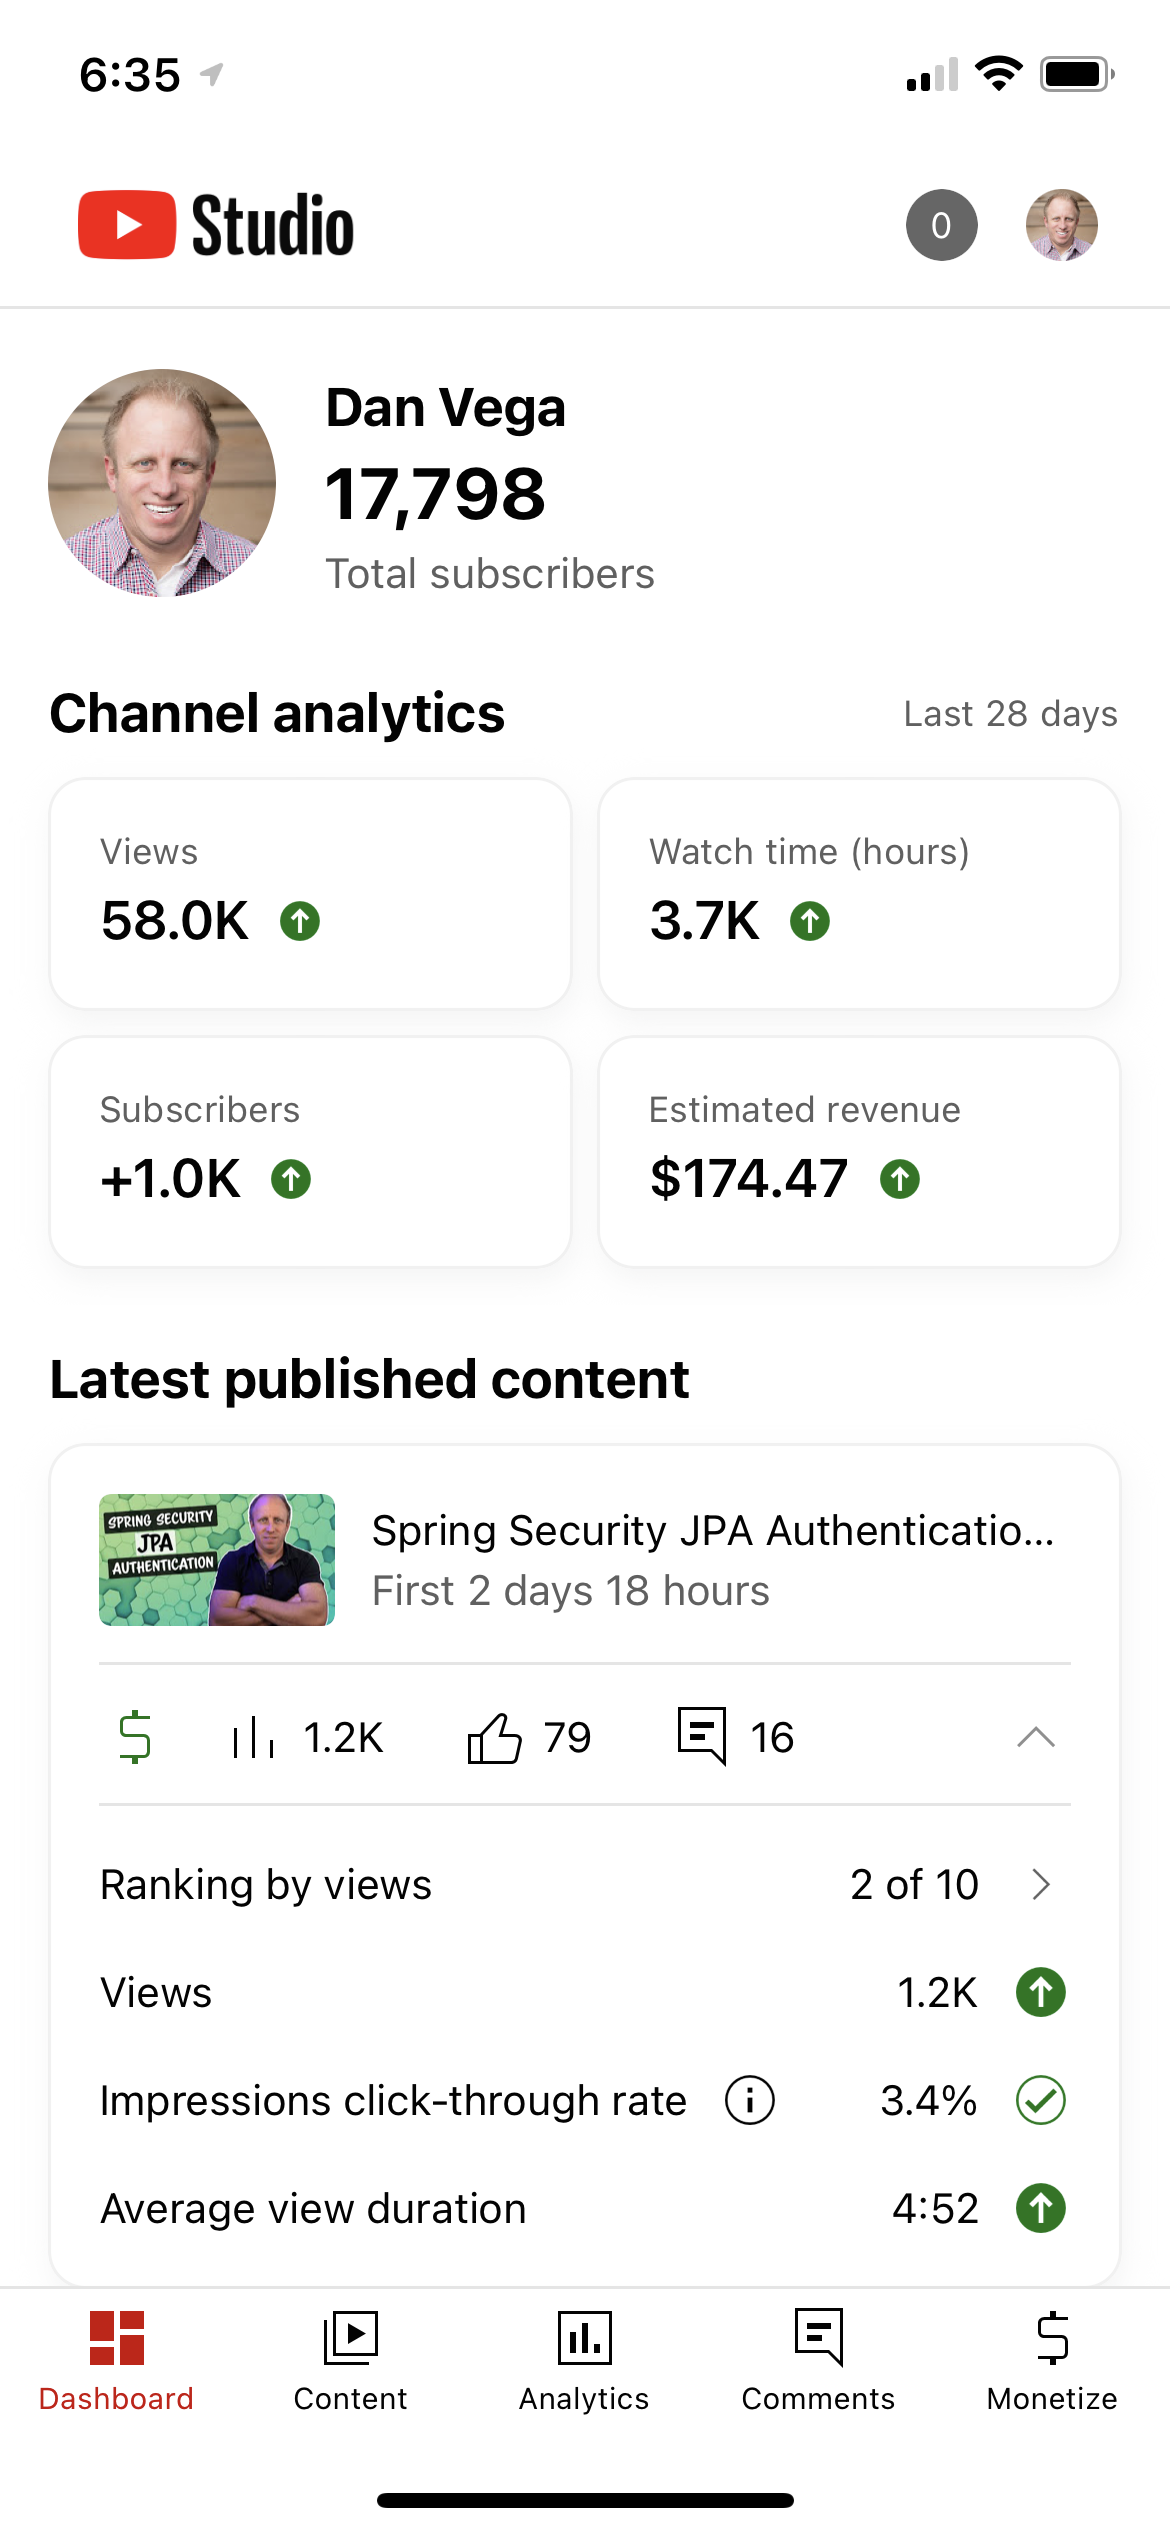 6:35
Studio
0
Dan Vega
17,798
Total subscribers
Channel analytics
Last 28 days
Views
58.0K
Watch time (hours)
3.7K
Subscribers
+1.0K
Estimated revenue
$174.47
Latest published content
SPRING SECURITY
JPA
AUTHENTICATION
Spring Security JPA Authenticatio...
First 2 days 18 hours
$ 1.2K 79 16
Ranking by views 2 of 10
Views 1.2K
Impressions click-through rate i 3.4%
Average view duration 4:52
Dashboard Content Analytics Comments Monetize